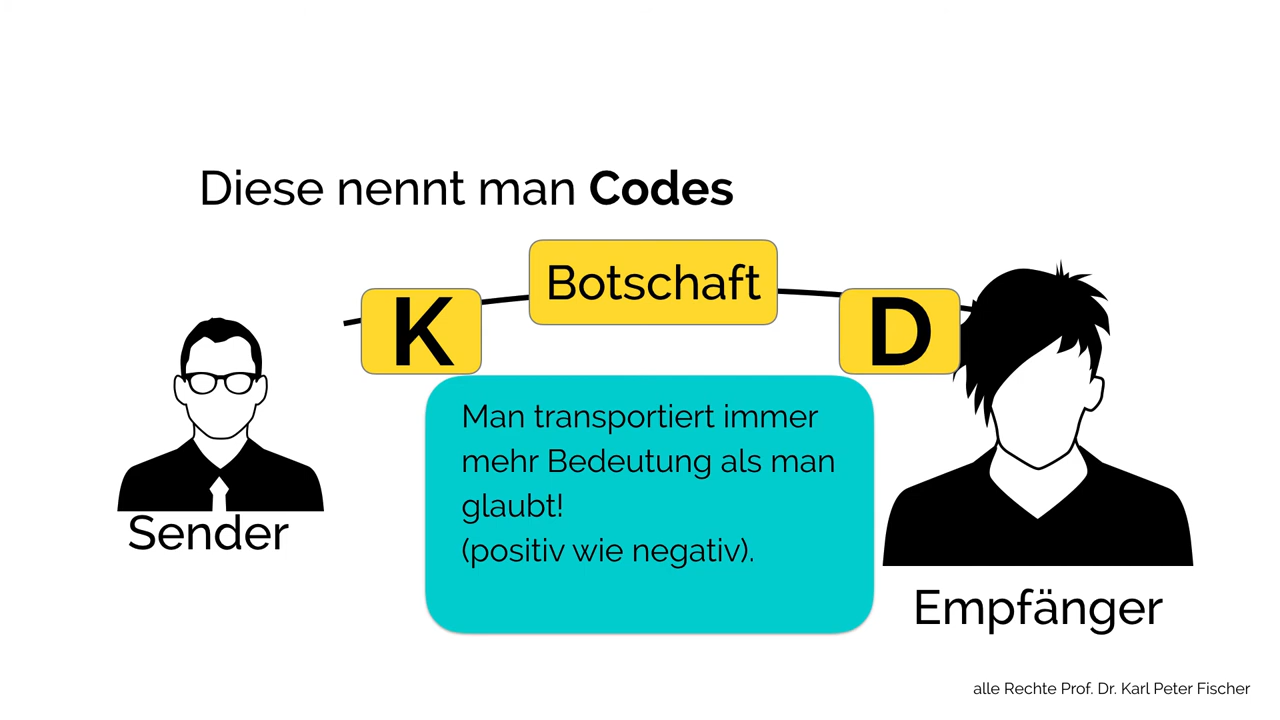 Diese nennt man Codes
Botschaft
K
D
Man transportiert immer
mehr Bedeutung als man
glaubt!
(positiv wie negativ).
Sender
Empfänger
alle Rechte Prof. Dr. Karl Peter Fischer